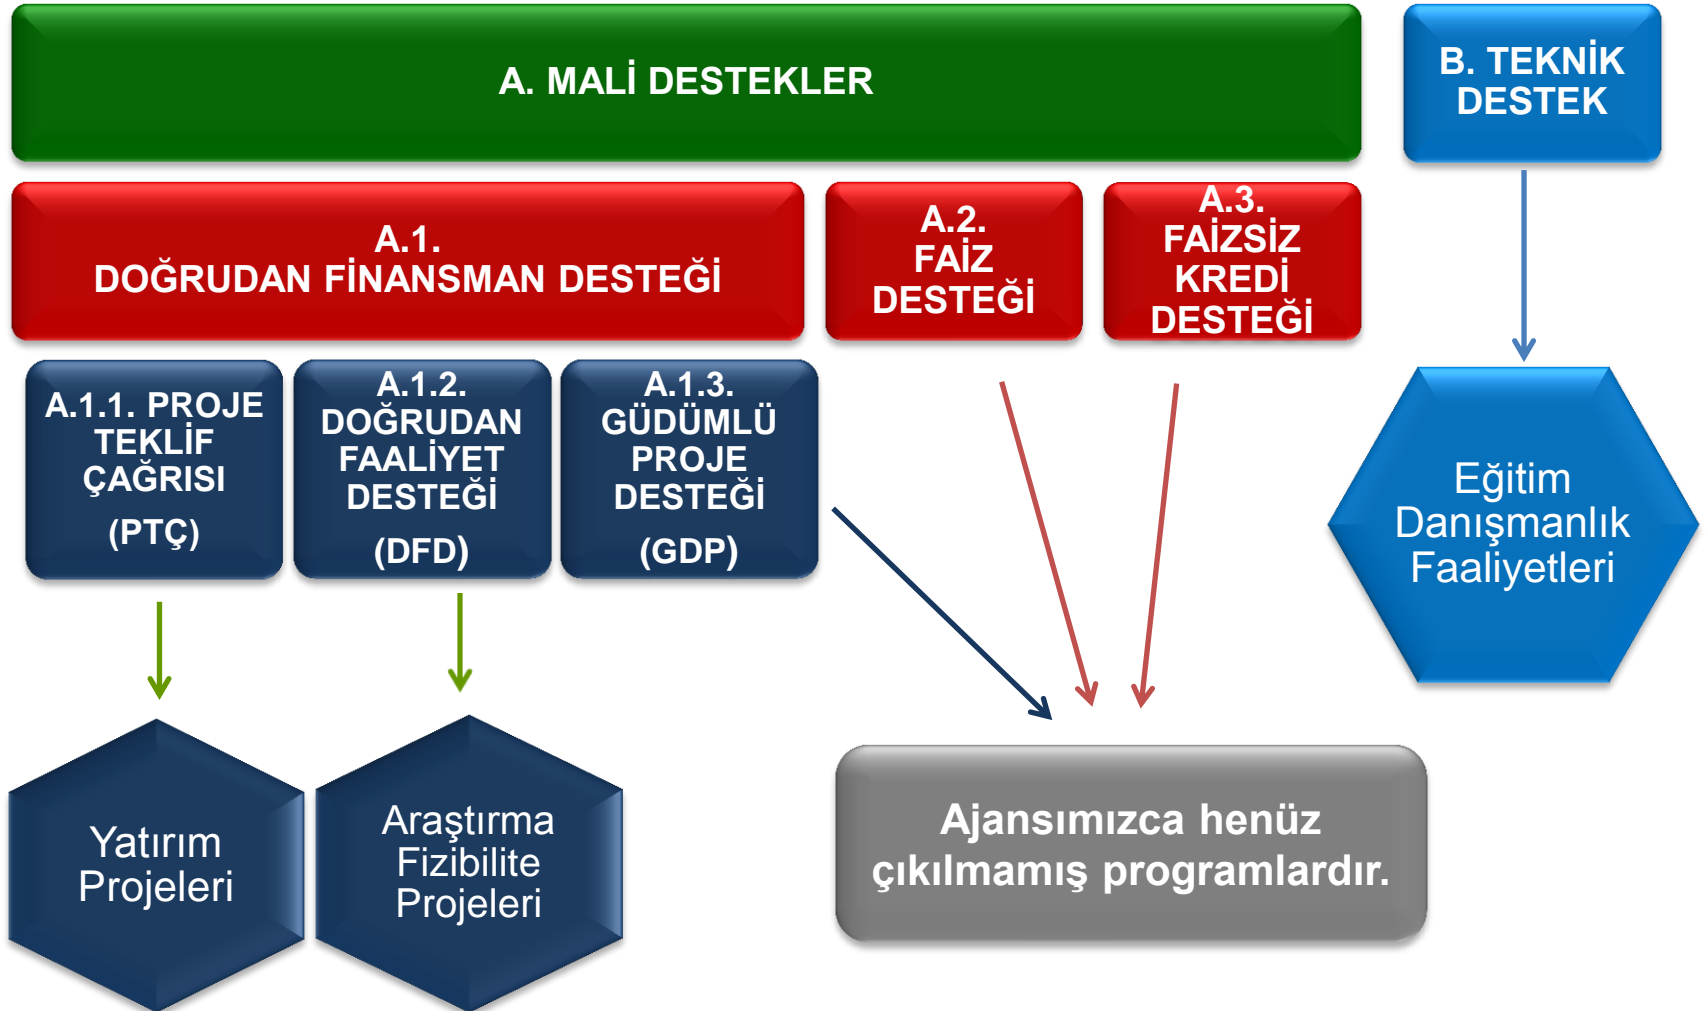 A. MALİ DESTEKLER
B. TEKNİK
DESTEK
A.1.
DOĞRUDAN FİNANSMAN DESTEĞİ
A.2.
FAİZ
DESTEĞİ
A.3.
FAİZSİZ
KREDİ
DESTEĞİ
A.1.1. PROJE
TEKLİF
ÇAĞRISI
(PTÇ)
A.1.2.
DOĞRUDAN
FAALİYET
DESTEĞİ
(DFD)
A.1.3.
GÜDÜMLÜ
PROJE
DESTEĞİ
(GDP)
Eğitim
Danışmanlık
Faaliyetleri
Yatırım
Projeleri
Araştırma
Fizibilite
Projeleri
Ajansımızca henüz
çıkılmamış programlardır.